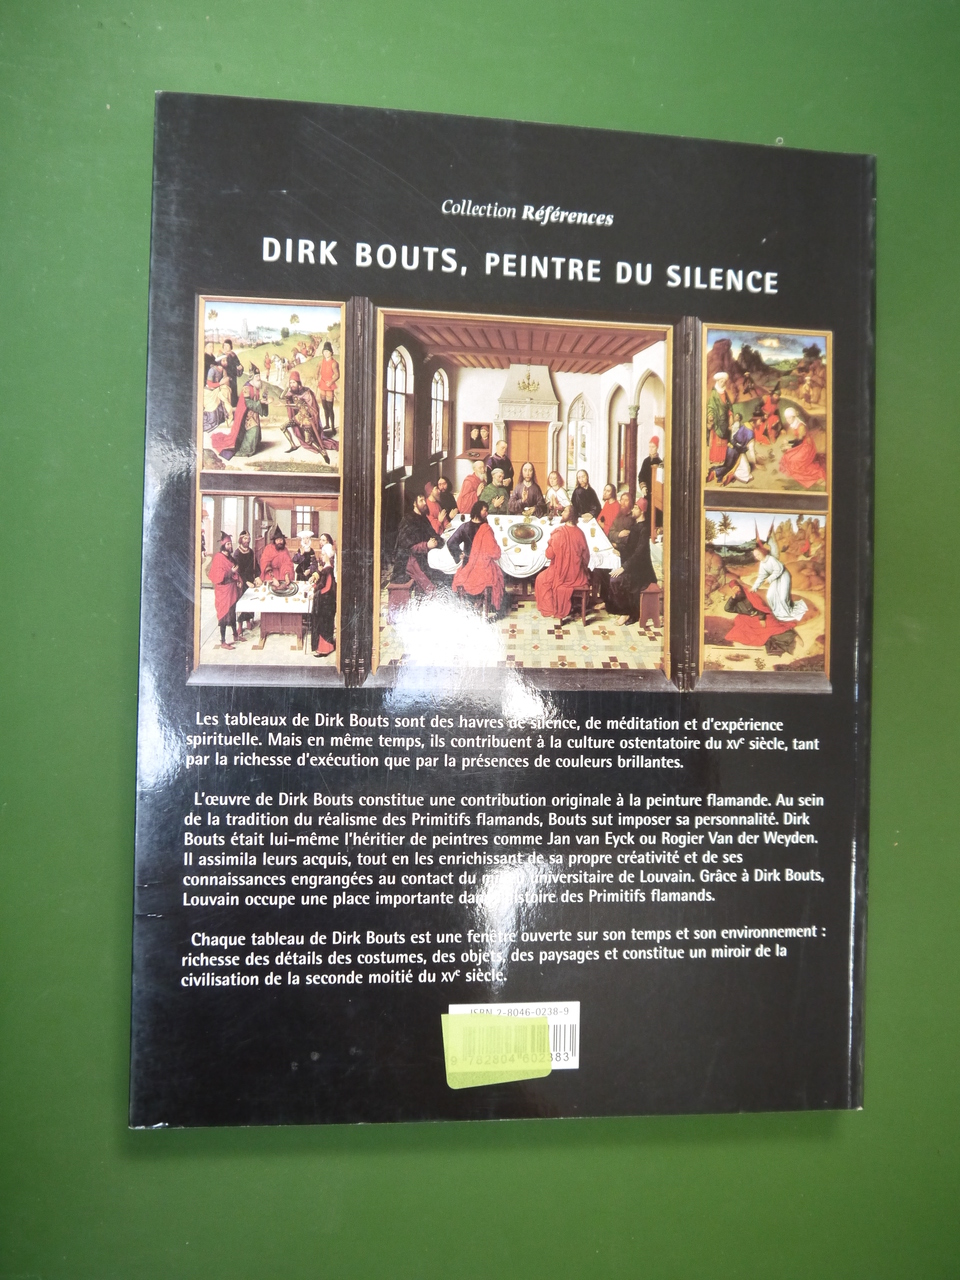 Collection Références
DIRK BOUTS, PEINTRE DU SILENCE
Les tableaux de Dirk Bouts sont des havres de silence, de méditation et d'expérience
spirituelle. Mais en même temps, ils contribuent à la culture ostentatoire du XVe siècle, tant
par la richesse d'exécution que par la présences de couleurs brillantes.
L'œuvre de Dirk Bouts constitue une contribution originale à la peinture flamande. Au sein
de la tradition du réalisme des Primitifs flamands, Bouts sut imposer sa personnalité. Dirk
Bouts était lui-même l'héritier de peintres comme Jan van Eyck ou Rogier Van der Weyden.
Il assimila leurs acquis, tout en les enrichissant de sa propre créativité et de ses
connaissances engrangées au contact du universitaire de Louvain. Grâce à Dirk Bouts,
Louvain occupe une place importante dans l'histoire des Primitifs flamands.
Chaque tableau de Dirk Bouts est une fenêtre ouverte sur son temps et son environnement :
richesse des détails des costumes, des objets, des paysages et constitue un miroir de la
civilisation de la seconde moitié du XVe siècle.
ISBN 2-8046-0238-9
9 782804 602383